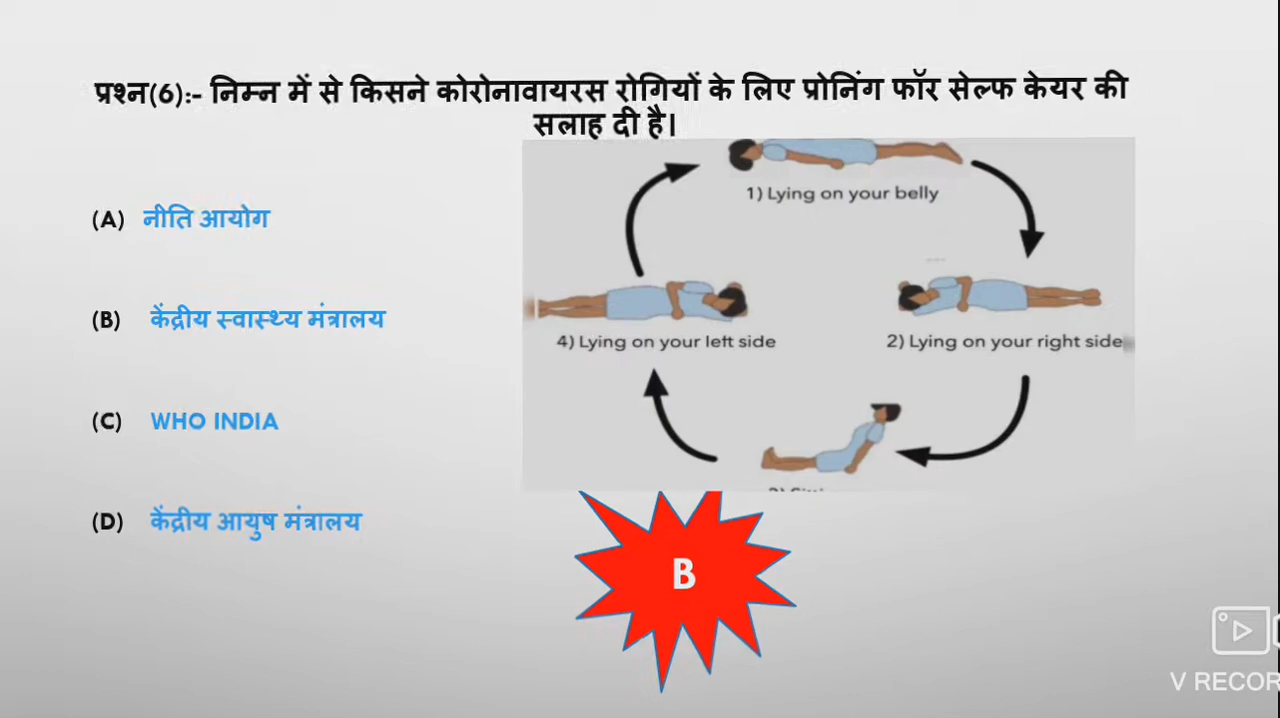 प्रश्न(6):- निम्न में से किसने कोरोनावायरस रोगियों के लिए प्रोनिंग फॉर सेल्फ केयर की
सलाह दी है।
(A) नीति आयोग
(B) केंद्रीय स्वास्थ्य मंत्रालय
(C) WHO INDIA
(D) केंद्रीय आयुष मंत्रालय
1) Lying on your belly
2) Lying on your right side
4) Lying on your left side
B
V RECOR